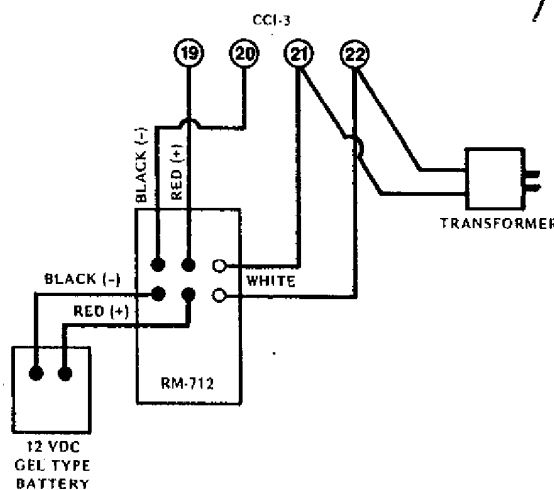 CCI-3
19 20 21 22
BLACK (-)
RED (+)
TRANSFORMER
BLACK (-)
WHITE
RED (+)
RM-712
12 VDC
GEL TYPE
BATTERY